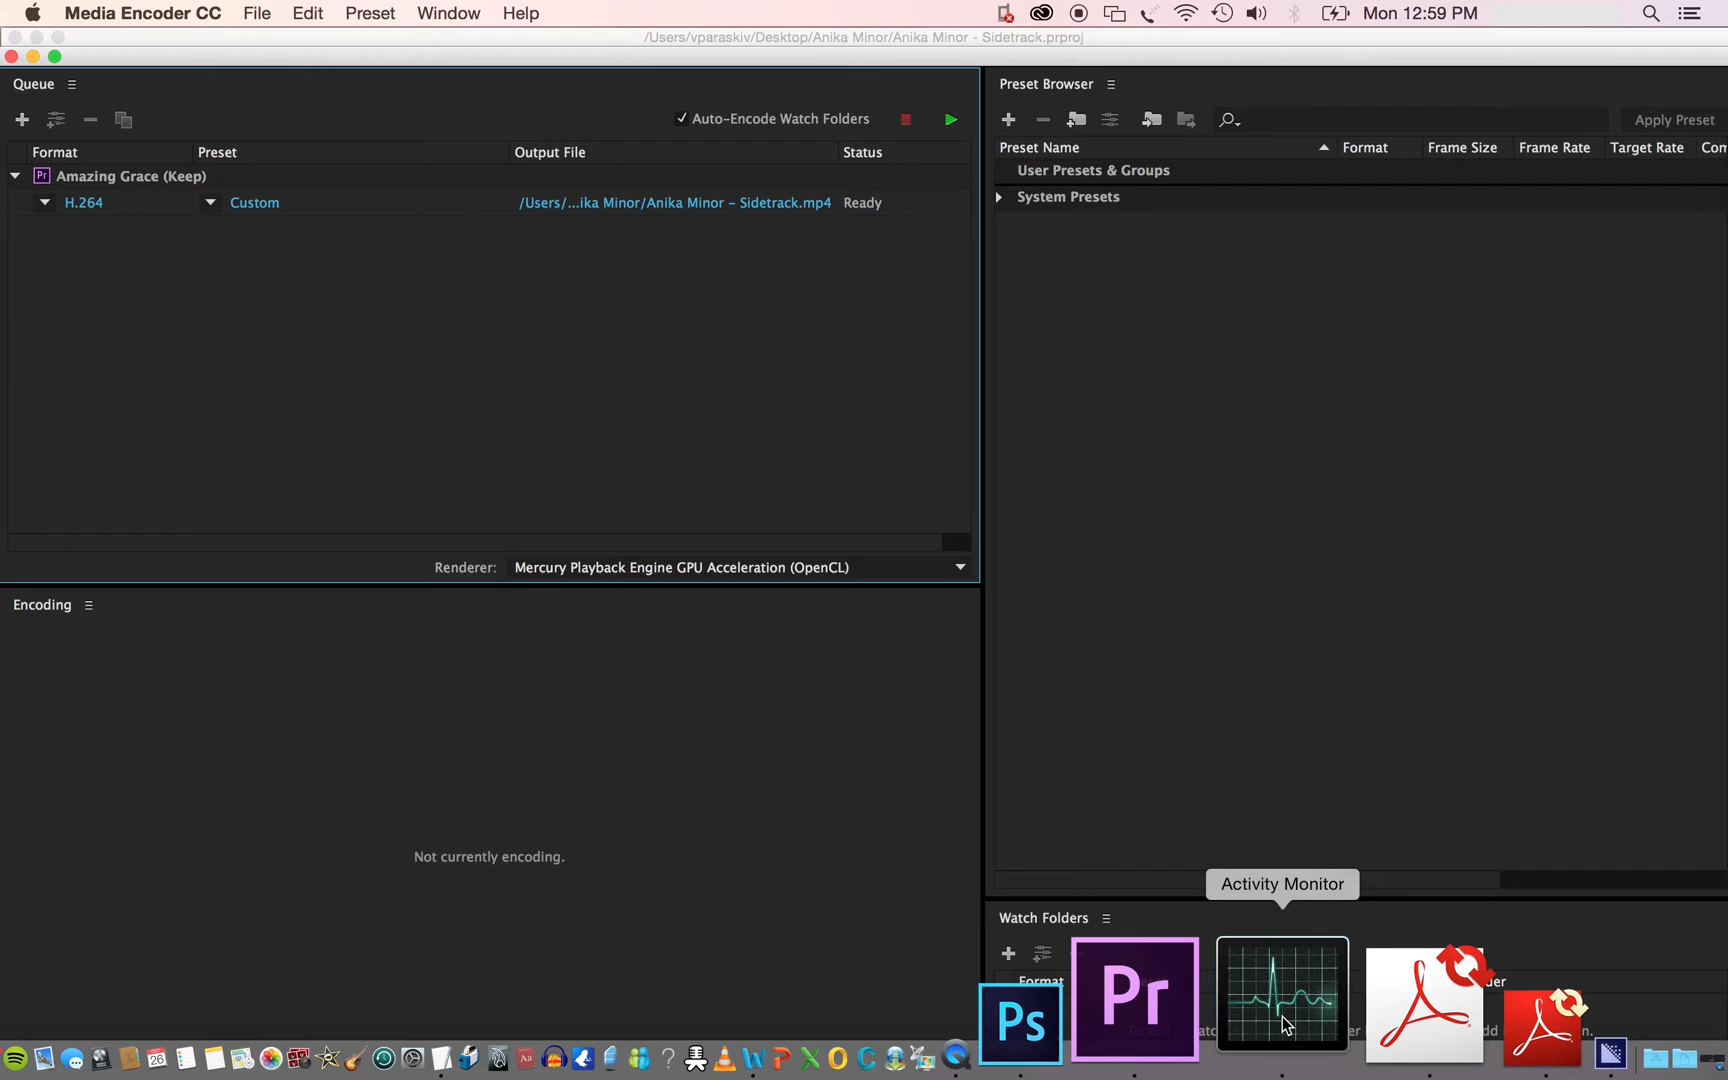 Media Encoder CC File Edit Preset Window Help Mon 12:59 PM
/Users/vparaskiv/Desktop/Anika Minor/Anika Minor - Sidetrack.prproj
Queue
Auto-Encode Watch Folders
Format Preset Output File Status
Pr Amazing Grace (Keep)
H.264 Custom /Users/...ika Minor/Anika Minor - Sidetrack.mp4 Ready
Renderer: Mercury Playback Engine GPU Acceleration (OpenCL)
Encoding
Not currently encoding.
Preset Browser
Apply Preset
Preset Name Format Frame Size Frame Rate Target Rate Com
User Presets & Groups
System Presets
Activity Monitor
Watch Folders
Format
Ps
Pr